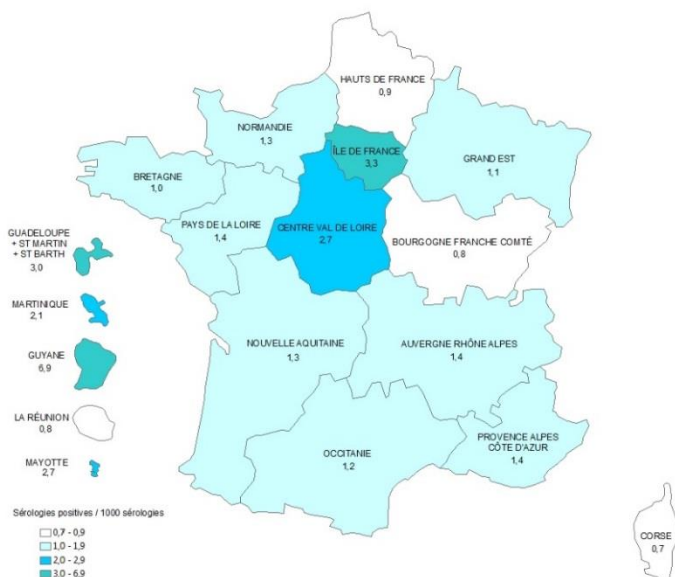 HAUTS DE FRANCE
0,9
NORMANDIE
1,3
ÎLE DE FRANCE
3,3
GRAND EST
1,1
BRETAGNE
1,0
PAYS DE LA LOIRE
1,4
CENTRE VAL DE LOIRE
2,7
BOURGOGNE FRANCHE COMTÉ
0,8
GUADELOUPE
+ ST MARTIN
+ ST BARTH
3,0
MARTINIQUE
2,1
GUYANE
6,9
LA RÉUNION
0,8
MAYOTTE
2,7
NOUVELLE AQUITAINE
1,3
AUVERGNE RHÔNE ALPES
1,4
OCCITANIE
1,2
PROVENCE ALPES
CÔTE D'AZUR
1,4
CORSE
0,7
Sérologies positives / 1000 sérologies
0,7 - 0,9
1,0 - 1,9
2,0 - 2,9
3,0 - 6,9